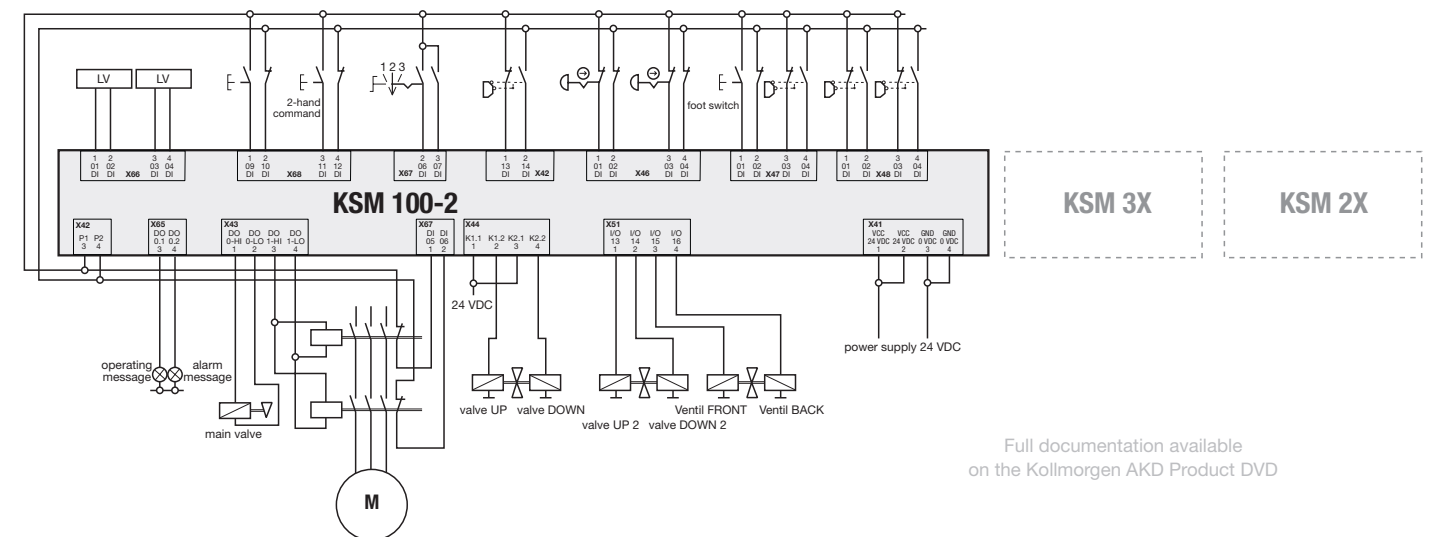 1 2 3
LV LV
2-hand
command
foot switch
1 2 3 4 1 2 3 4 2 3 1 2 1 2 3 4 1 2 3 4 1 2 3 4
01 02 03 04 09 10 11 12 06 07 13 14 01 02 03 04 01 02 03 04 01 02 03 04
DI DI X66 DI DI DI DI X68 DI DI DI X67 DI DI DI X42 DI DI X46 DI DI DI DI X47 DI DI DI DI X48 DI DI
KSM 100-2
KSM 3X
KSM 2X
X42
P1 P2
3 4
X65
DO DO
0.1 0.2
3 4
X43
DO DO DO DO
0-HI 0-LO 1-HI 1-LO
1 2 3 4
X67
DI DI
05 06
1 2
X44
K1.1 K1.2 K2.1 K2.2
1 2 3 4
X51
I/O I/O I/O I/O
13 14 15 16
1 2 3 4
X41
VCC VCC GND GND
24 VDC 24 VDC 0 VDC 0 VDC
1 2 3 4
24 VDC
power supply 24 VDC
operating
message
alarm
message
main valve
valve UP valve DOWN
valve UP 2 valve DOWN 2
Ventil FRONT Ventil BACK
M
Full documentation available
on the Kollmorgen AKD Product DVD